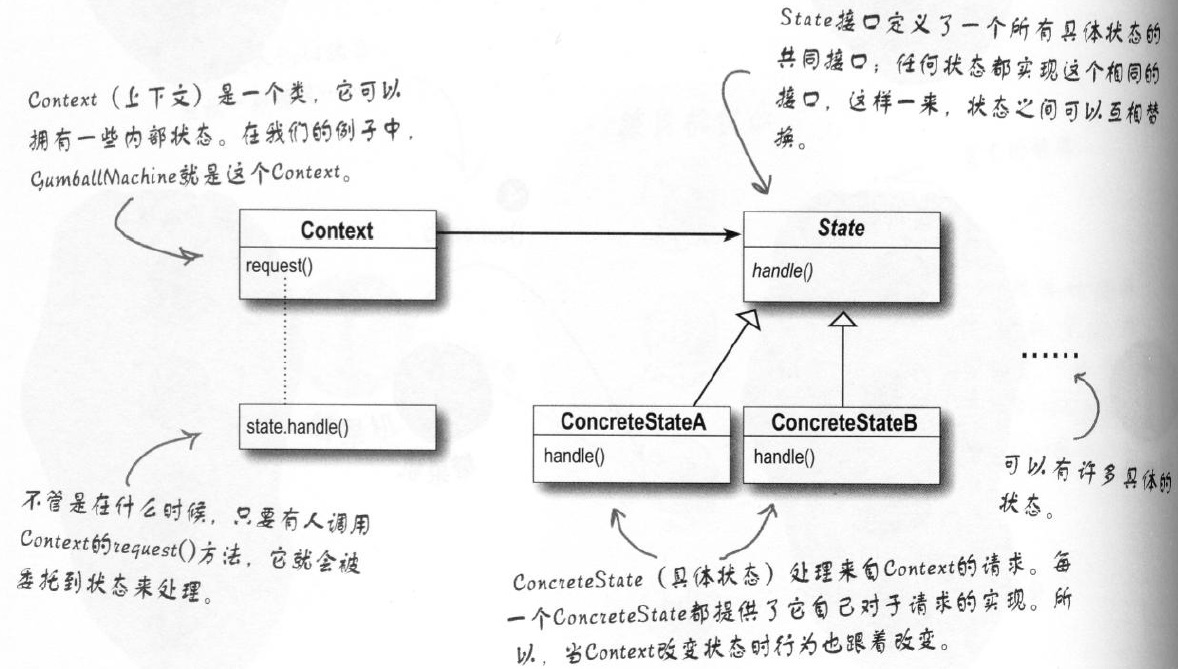 State接口定义了一个所有具体状态的
共同接口；任何状态都实现这个相同的
接口，这样一来，状态之间可以互相替
换。
Context（上下文）是一个类，它可以
拥有一些内部状态。在我们的例子中，
GumballMachine就是这个Context。
Context
request()
State
handle()
state.handle()
ConcreteStateA
handle()
ConcreteStateB
handle()
......
可以有许多具体的
状态。
不管是在什么时候，只要有人调用
Context的request()方法，它就会被
委托到状态来处理。
ConcreteState（具体状态）处理来自Context的请求。每
一个ConcreteState都提供了它自己对于请求的实现。所
以，当Context改变状态时行为也跟着改变。